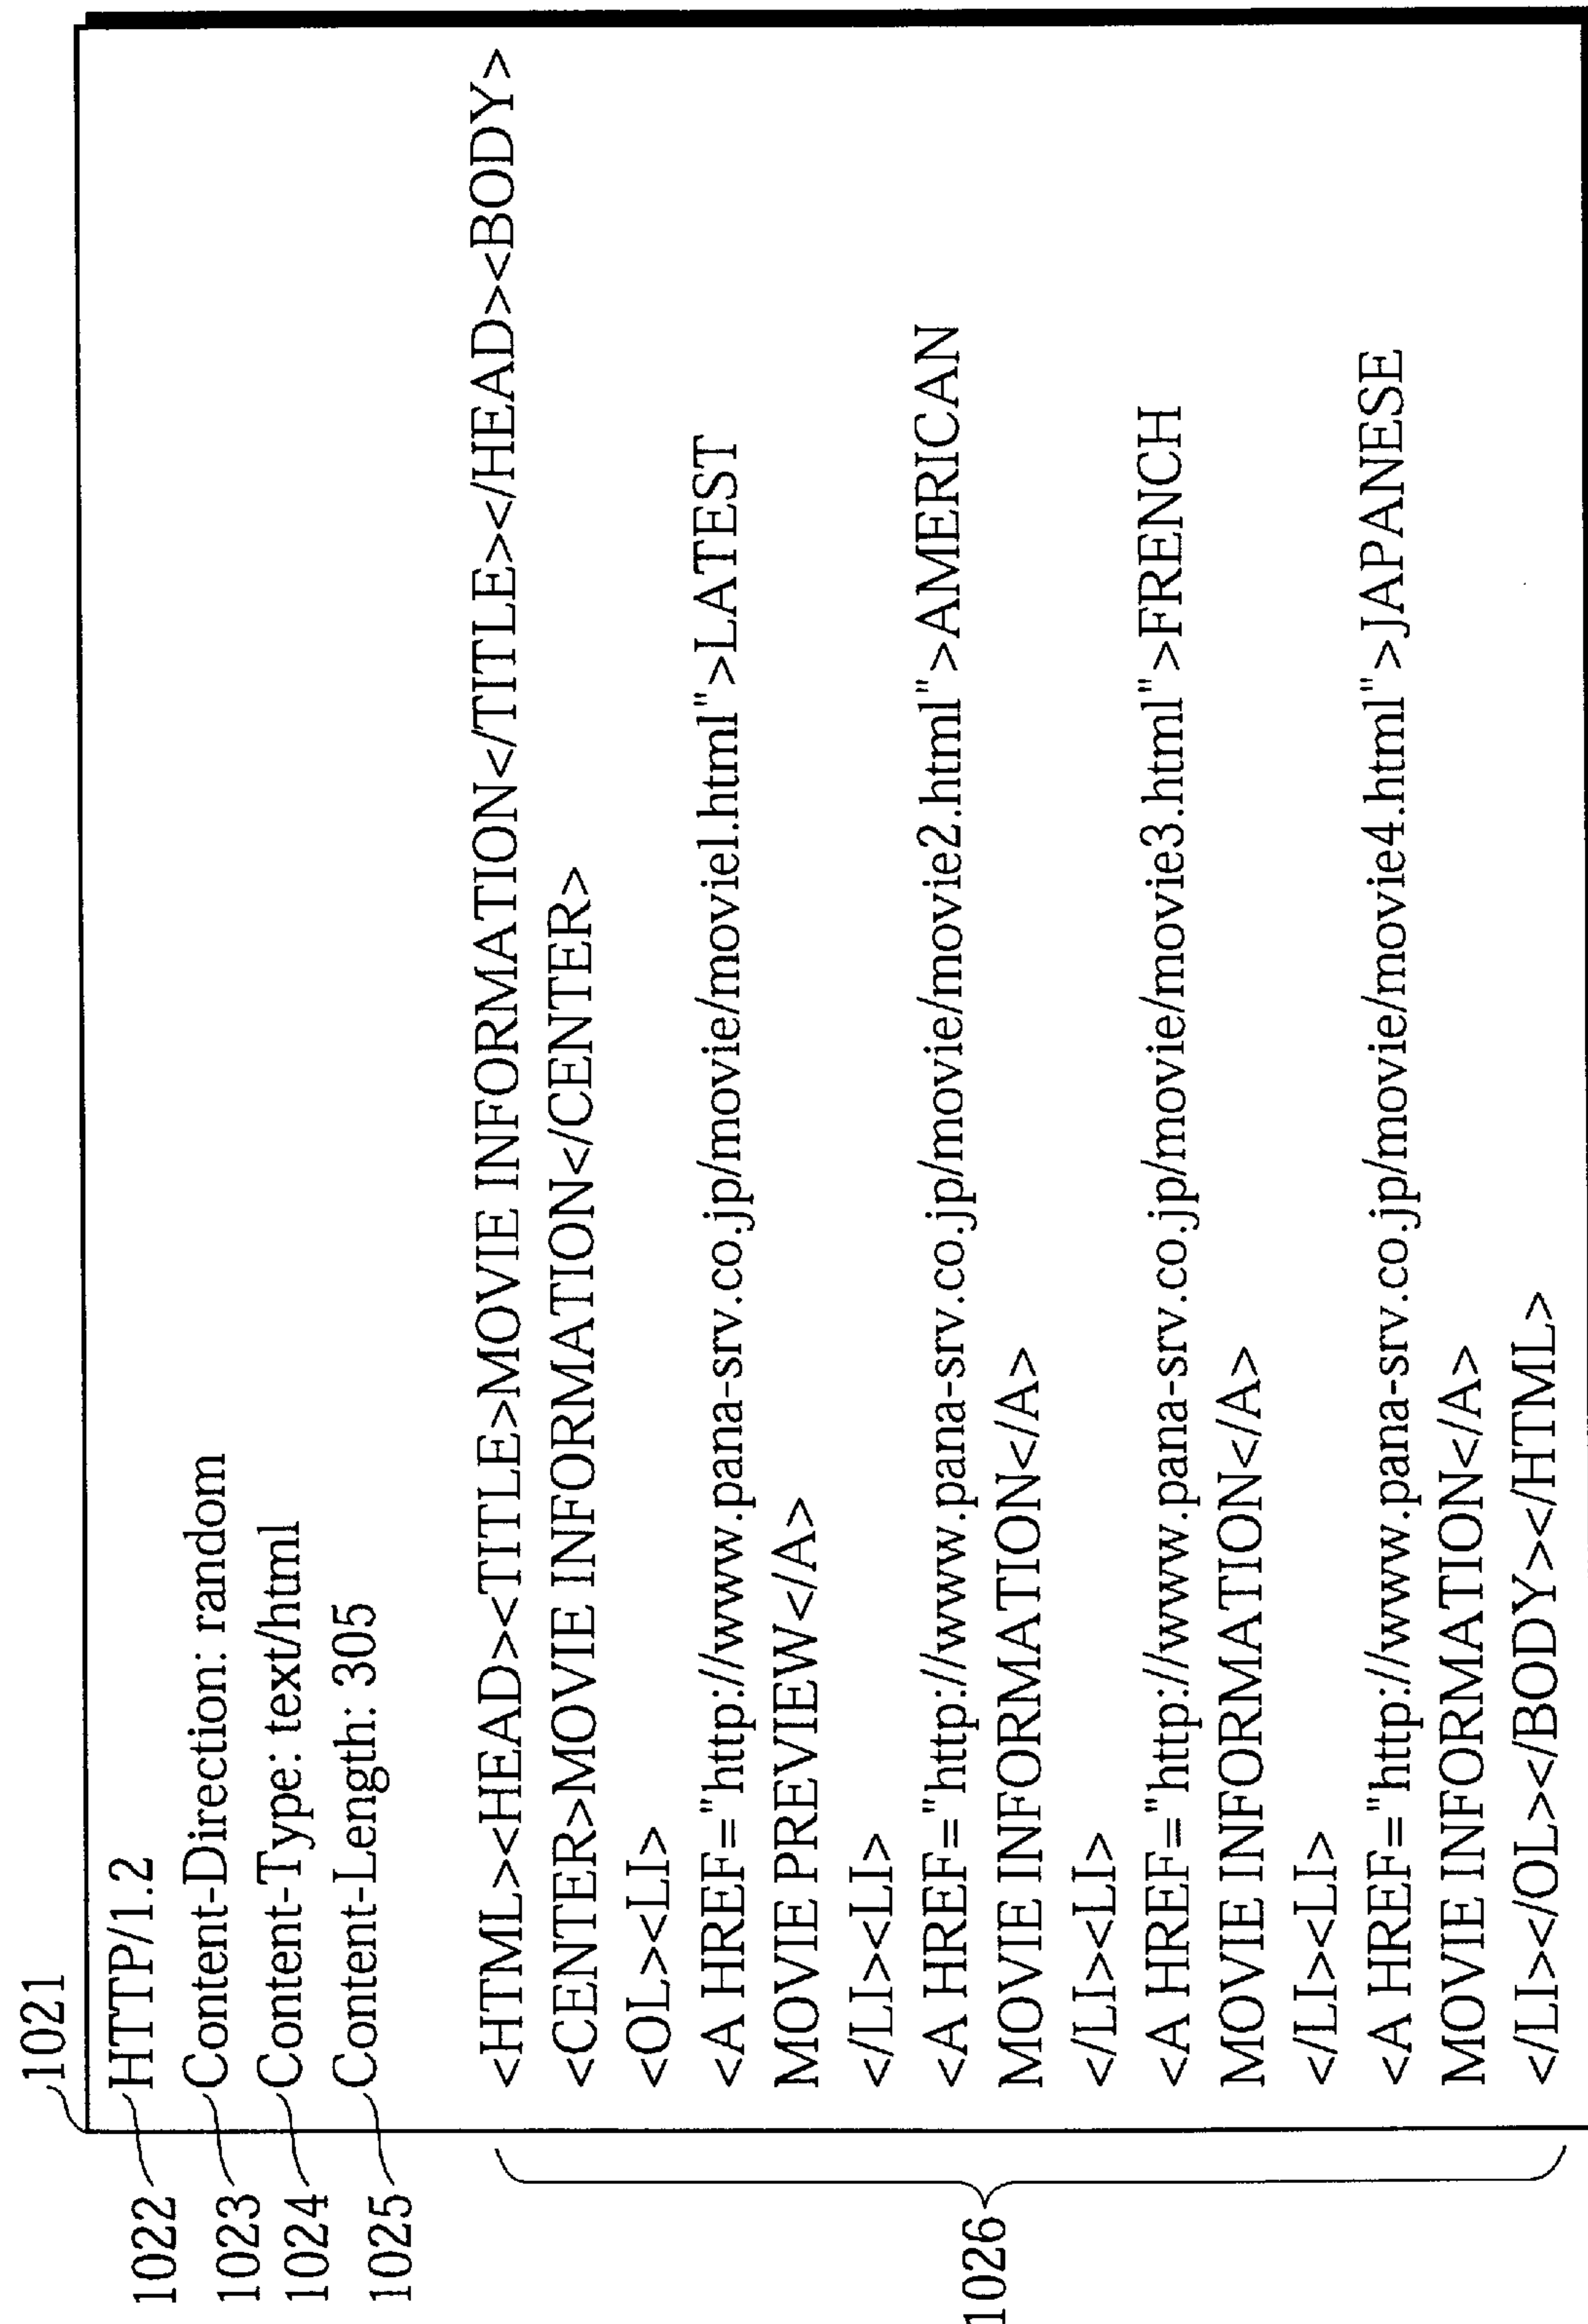 1021
1022 HTTP/1.2
1023 Content-Direction: random
1024 Content-Type: text/html
1025 Content-Length: 305
<HTML><HEAD><TITLE>MOVIE INFORMATION</TITLE></HEAD><BODY>
<CENTER>MOVIE INFORMATION</CENTER>
<OL><LI>
<A HREF="http://www.pana-srv.co.jp/movie/movie1.html">LATEST
MOVIE PREVIEW</A>
</LI><LI>
<A HREF="http://www.pana-srv.co.jp/movie/movie2.html">AMERICAN
MOVIE INFORMATION</A>
1026
</LI><LI>
<A HREF="http://www.pana-srv.co.jp/movie/movie3.html">FRENCH
MOVIE INFORMATION</A>
</LI><LI>
<A HREF="http://www.pana-srv.co.jp/movie/movie4.html">JAPANESE
MOVIE INFORMATION</A>
</LI></OL></BODY></HTML>